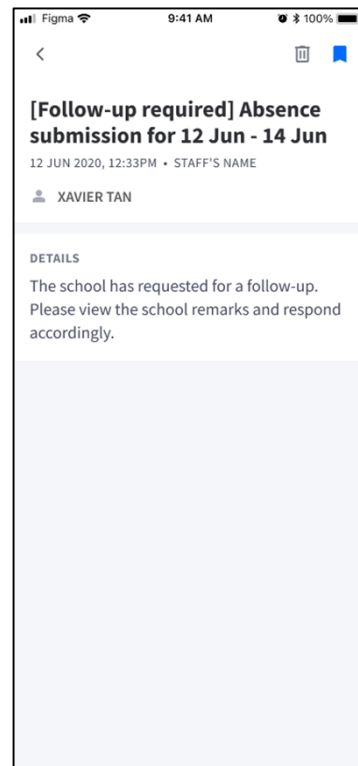 Figma 9:41 AM 100%
[Follow-up required] Absence
submission for 12 Jun - 14 Jun
12 JUN 2020, 12:33PM • STAFF'S NAME
XAVIER TAN
DETAILS
The school has requested for a follow-up.
Please view the school remarks and respond
accordingly.